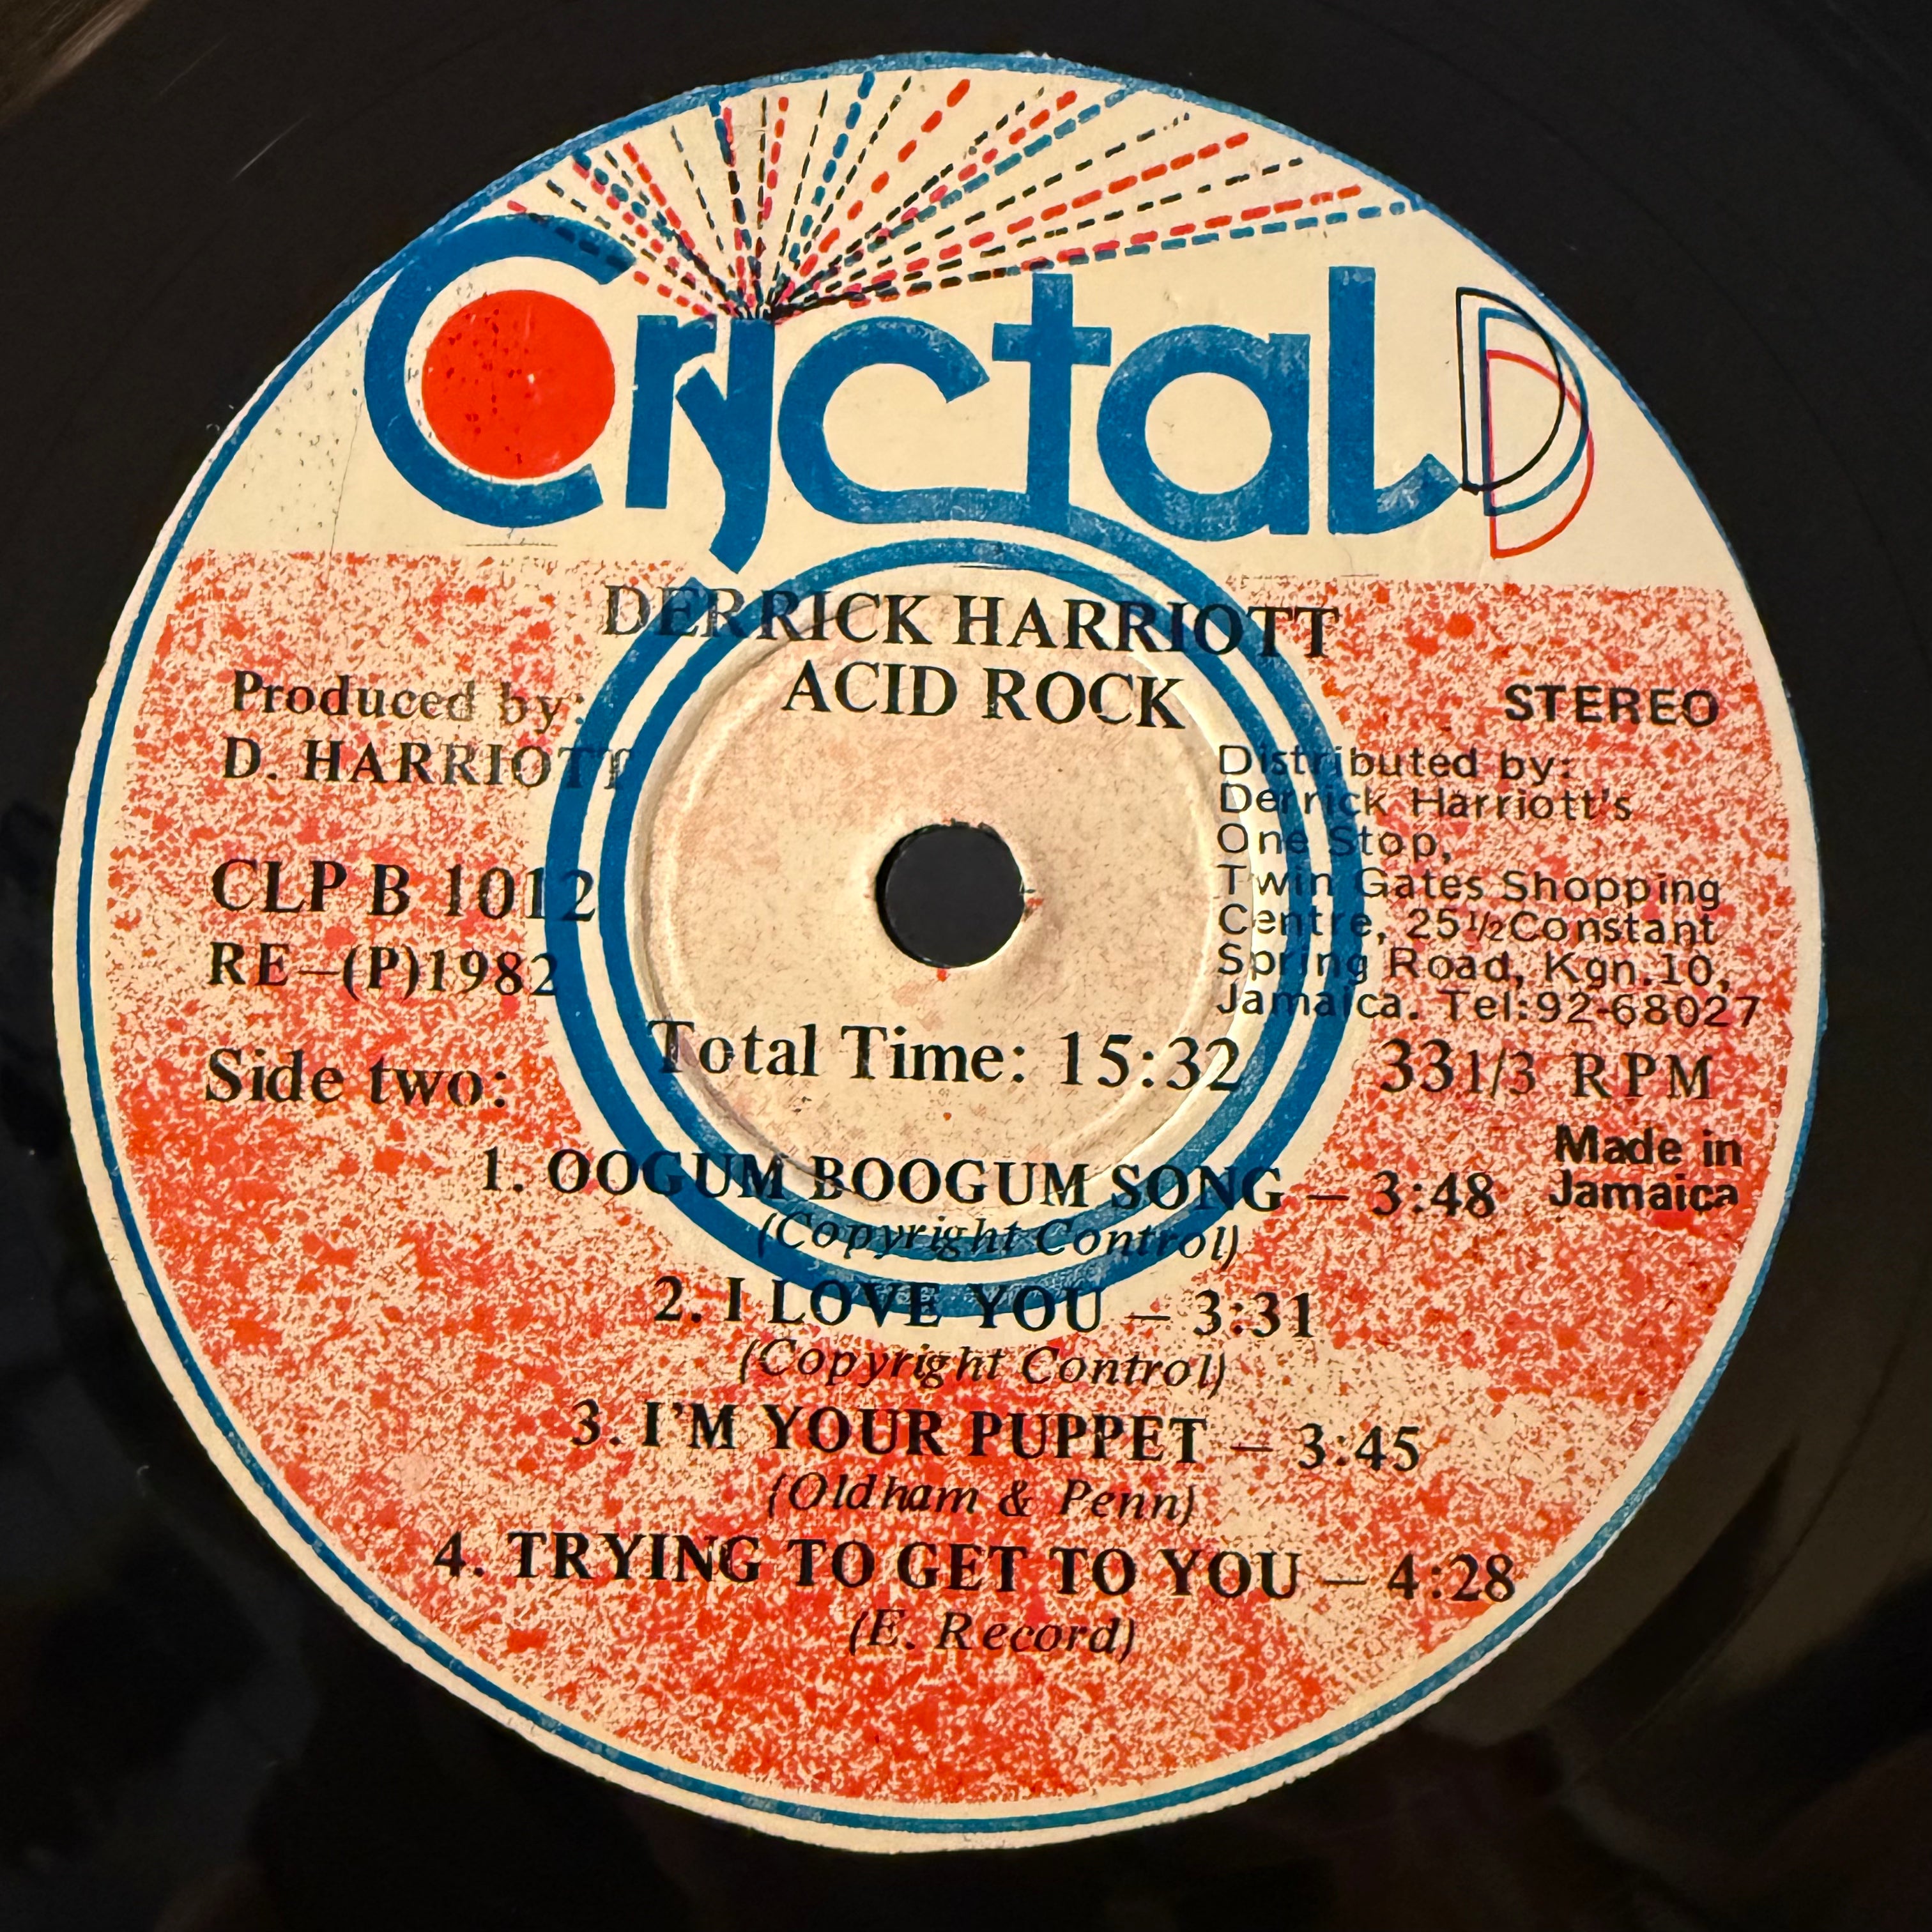 Cryctal D
DERRICK HARRIOTT
ACID ROCK
Produced by:
D. HARRIOTT
CLP B 1012
RE—(P)1982
STEREO
Distributed by:
Derrick Harriott's
One Stop,
Twin Gates Shopping
Centre, 25½Constant
Spring Road, Kgn.10,
Jamaica. Tel:92-68027
Total Time: 15:32
33 1/3 RPM
Side two:
Made in
Jamaica
1. OOGUM BOOGUM SONG — 3:48
(Copyright Control)
2. I LOVE YOU — 3:31
(Copyright Control)
3. I'M YOUR PUPPET — 3:45
(Oldham & Penn)
4. TRYING TO GET TO YOU — 4:28
(E. Record)